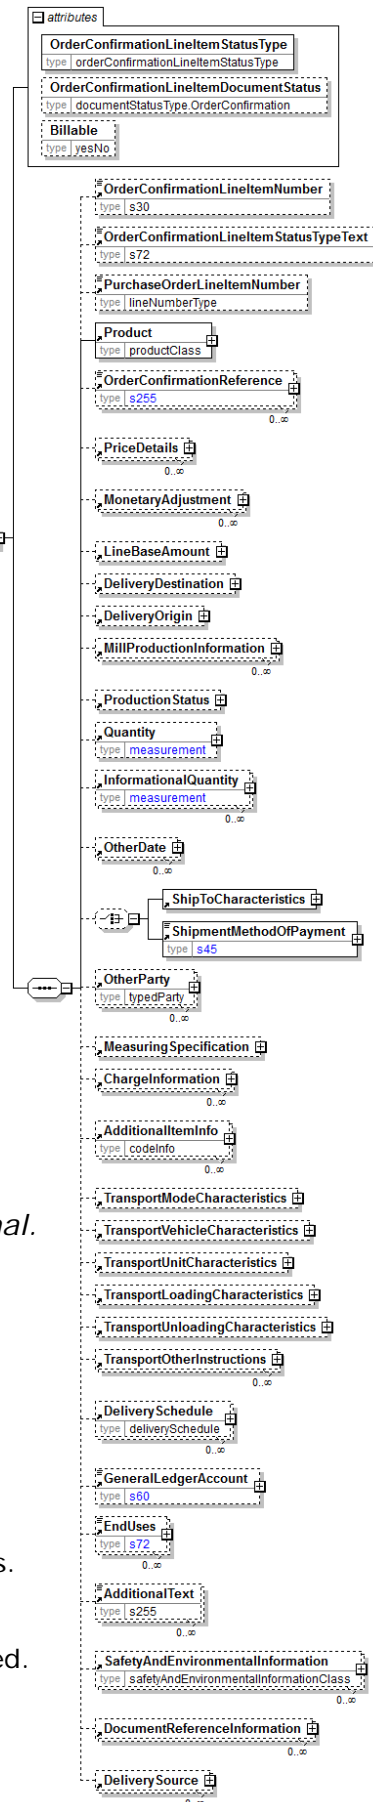 attributes
OrderConfirmationLineItemStatusType
type orderConfirmationLineItemStatusType
OrderConfirmationLineItemDocumentStatus
type documentStatusType.OrderConfirmation
Billable
type yesNo
OrderConfirmationLineItemNumber
type s30
OrderConfirmationLineItemStatusTypeText
type s72
PurchaseOrderLineItemNumber
type lineNumberType
Product
type productClass
OrderConfirmationReference
type s255
0..∞
PriceDetails
0..∞
MonetaryAdjustment
0..∞
LineBaseAmount
DeliveryDestination
DeliveryOrigin
MillProductionInformation
0..∞
ProductionStatus
Quantity
type measurement
InformationalQuantity
type measurement
0..∞
OtherDate
0..∞
ShipToCharacteristics
ShipmentMethodOfPayment
type s45
OtherParty
type typedParty
0..∞
MeasuringSpecification
ChargeInformation
0..∞
AdditionalItemInfo
type codeInfo
0..∞
TransportModeCharacteristics
nal.
TransportVehicleCharacteristics
TransportUnitCharacteristics
TransportLoadingCharacteristics
TransportUnloadingCharacteristics
TransportOtherInstructions
0..∞
DeliverySchedule
type deliverySchedule
0..∞
GeneralLedgerAccount
type s60
EndUses
type s72
s.
0..∞
AdditionalText
type s255
0..∞
ed.
SafetyAndEnvironmentalInformation
type safetyAndEnvironmentalInformationClass
0..∞
DocumentReferenceInformation
0..∞
DeliverySource
0..∞